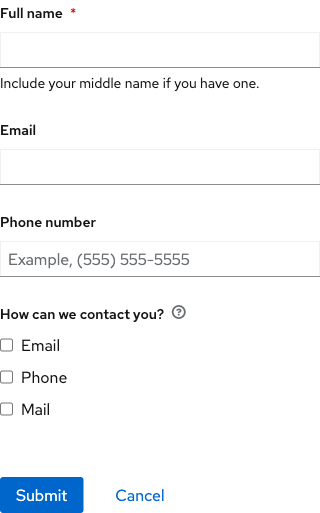 Full name *
Include your middle name if you have one.
Email
Phone number
Example, (555) 555-5555
How can we contact you?
Email
Phone
Mail
Submit Cancel